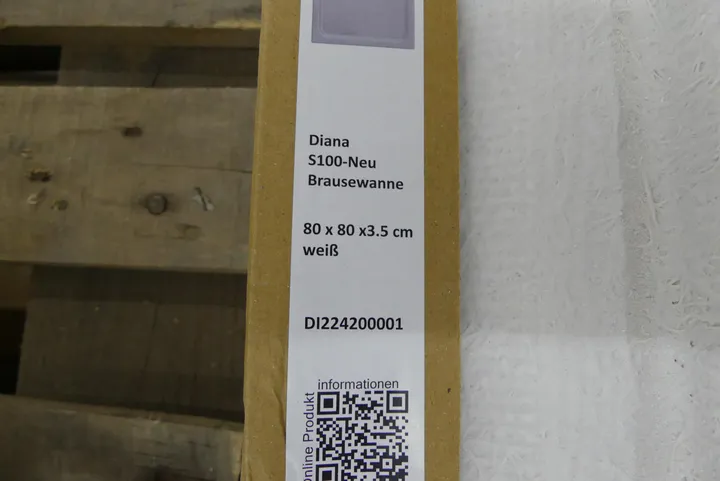 Diana
S100-Neu
Brausewanne
80 x 80 x3.5 cm
weiß
DI224200001
informationen
Online Produkt